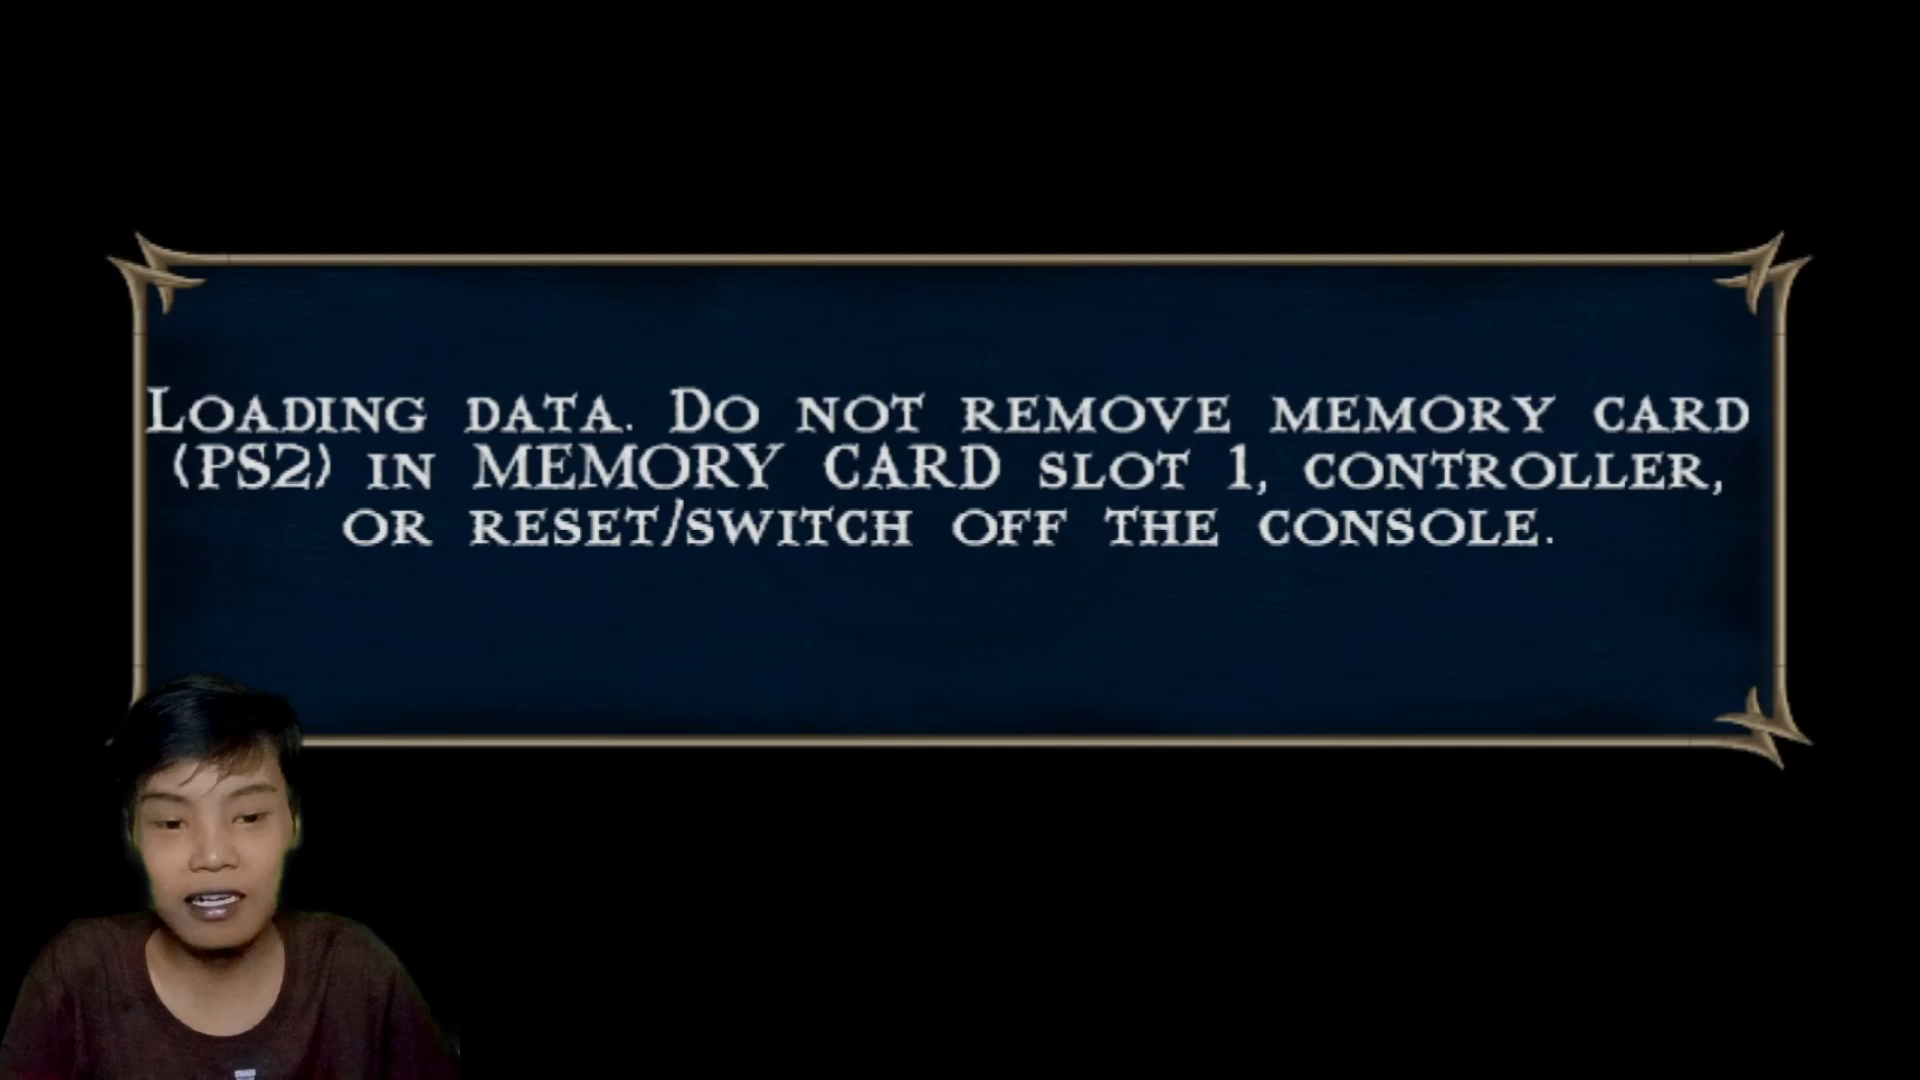 Loading data. Do not remove memory card
(PS2) in MEMORY CARD slot 1, controller,
or reset/switch off the console.